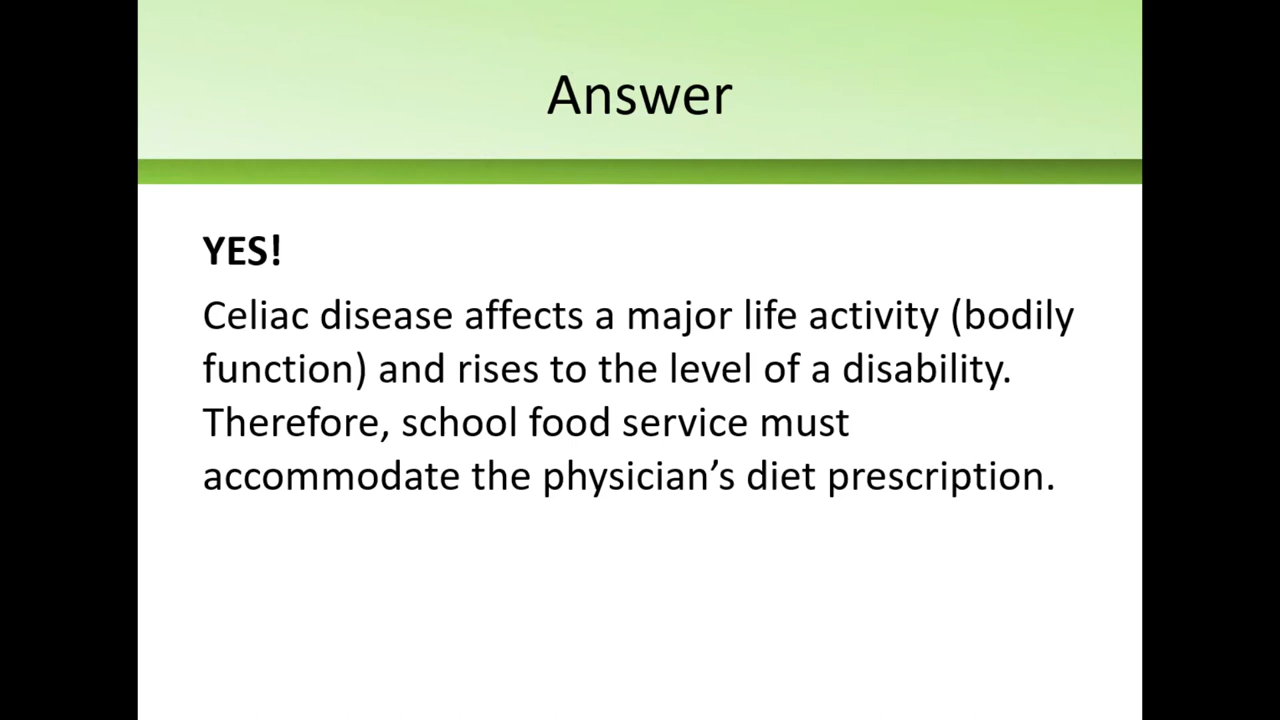 Answer
YES!
Celiac disease affects a major life activity (bodily
function) and rises to the level of a disability.
Therefore, school food service must
accommodate the physician’s diet prescription.